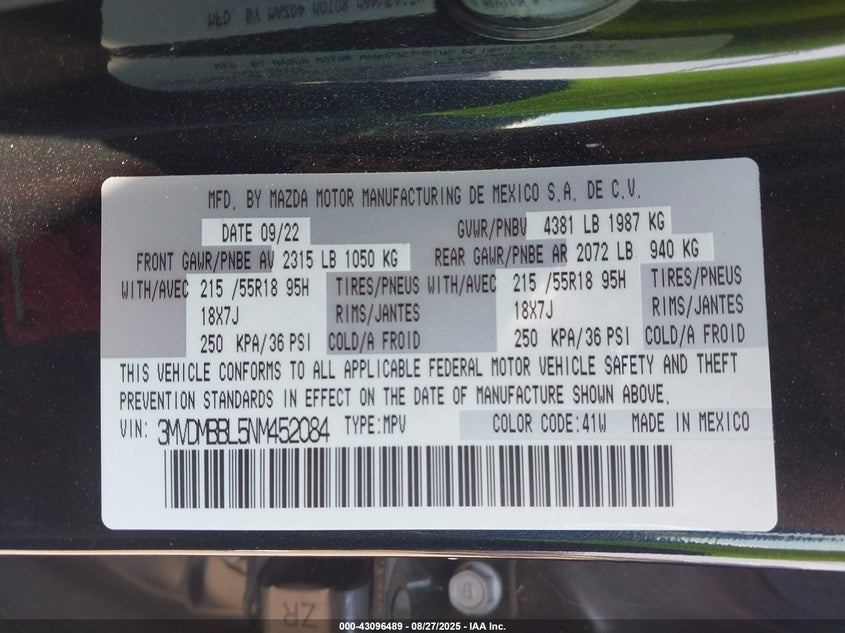 MFD. BY MAZDA MOTOR MANUFACTURING DE MEXICO S.A. DE C.V.
DATE 09/22 GVWR/PNBV 4381 LB 1987 KG
FRONT GAWR/PNBE AV 2315 LB 1050 KG REAR GAWR/PNBE AR 2072 LB 940 KG
WITH/AVEC 215 /55R18 95H TIRES/PNEUS WITH/AVEC 215 /55R18 95H TIRES/PNEUS
18X7J RIMS/JANTES 18X7J RIMS/JANTES
250 KPA/36 PSI COLD/A FROID 250 KPA/36 PSI COLD/A FROID
THIS VEHICLE CONFORMS TO ALL APPLICABLE FEDERAL MOTOR VEHICLE SAFETY AND THEFT
PREVENTION STANDARDS IN EFFECT ON THE DATE OF MANUFACTURE SHOWN ABOVE.
VIN: 3MVDMBBL5NM452084 TYPE:MPV COLOR CODE:41W MADE IN MEXICO
ZR
000-43096489 - 08/27/2025 - IAA Inc.